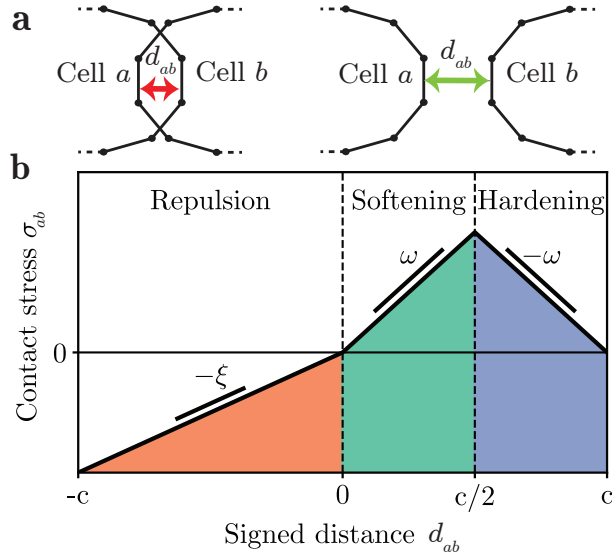 a
d_ab
Cell a
Cell b
d_ab
Cell a
Cell b
b
Repulsion
Softening
Hardening
ω
−ω
−ξ
0
Contact stress σ_ab
-c
0
c/2
c
Signed distance d_ab